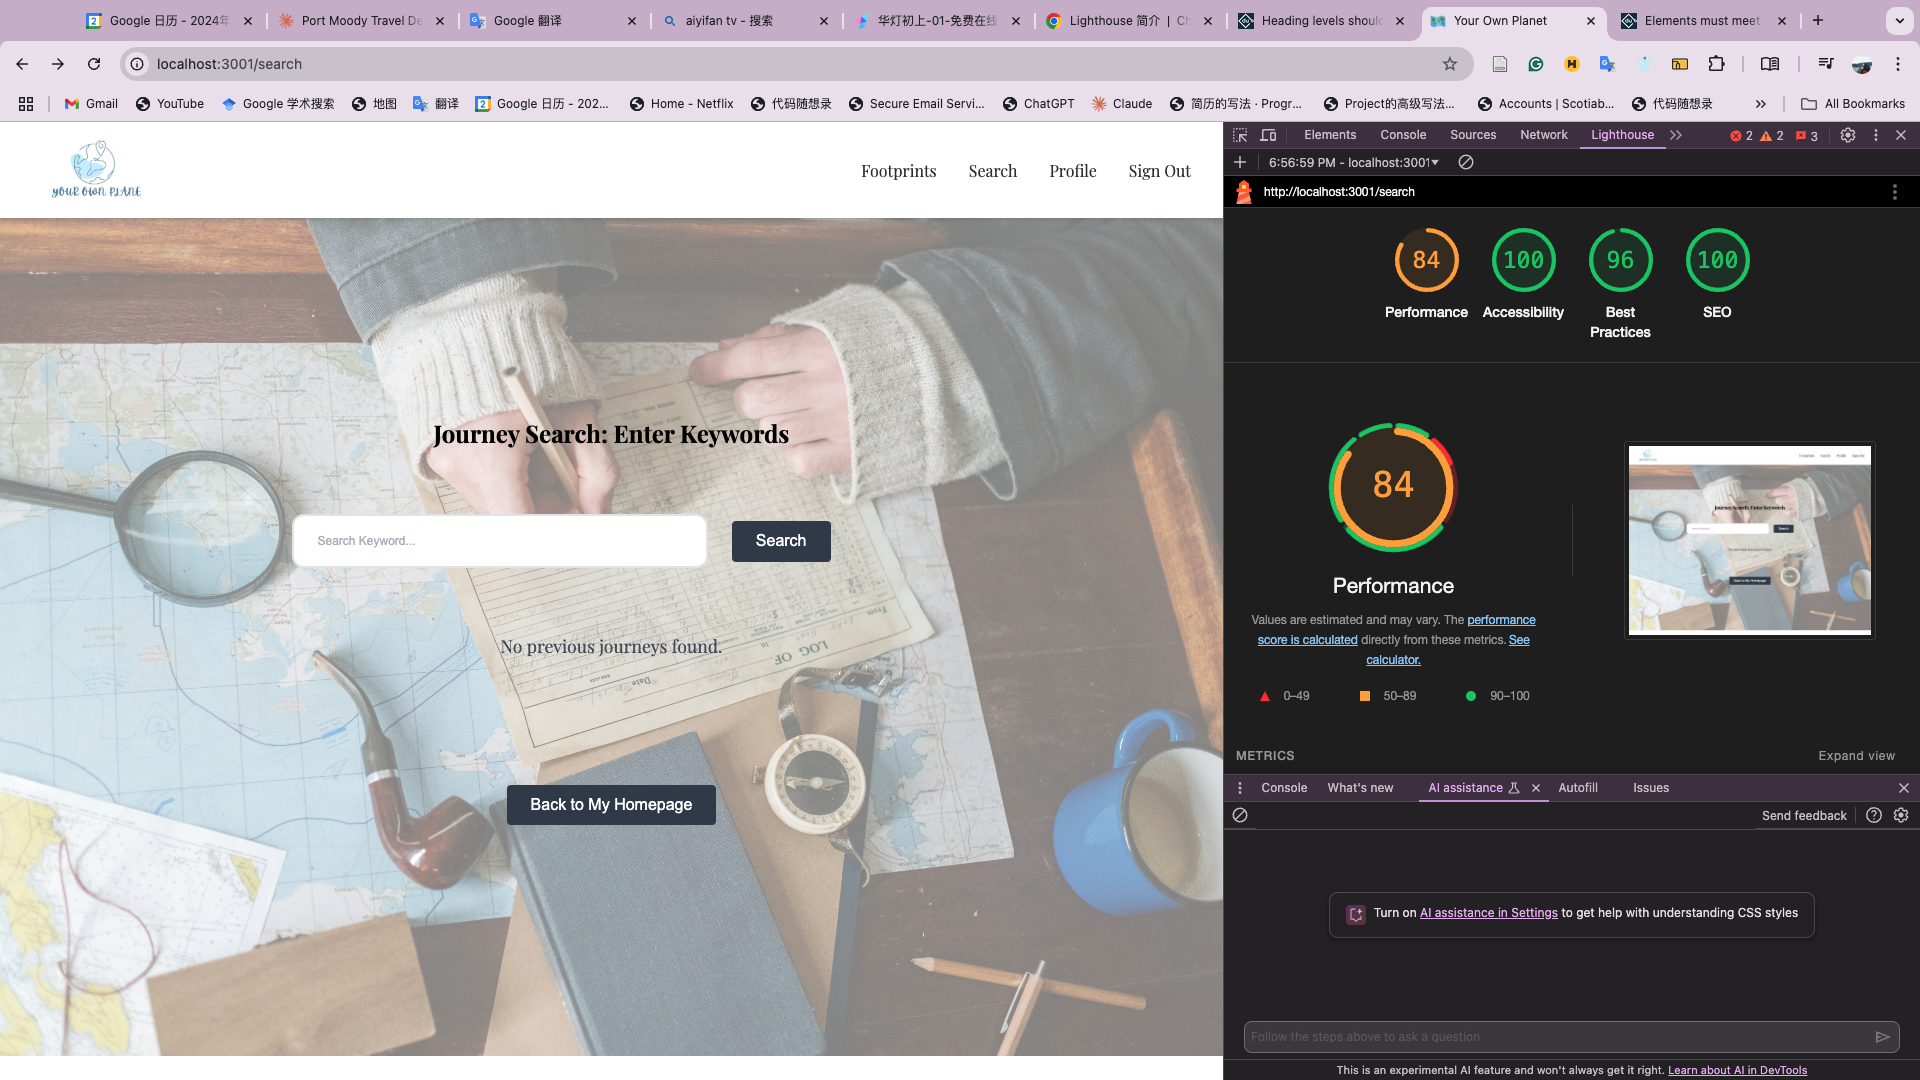 Google 日历 - 2024年
Port Moody Travel De
Google 翻译
aiyifan tv - 搜索
华灯初上-01-免费在线
Lighthouse 简介 | Ch
Heading levels should
Your Own Planet
Elements must meet
localhost:3001/search
Gmail
YouTube
Google 学术搜索
地图
翻译
Google 日历 - 202...
Home - Netflix
代码随想录
Secure Email Servi...
ChatGPT
Claude
简历的写法 · Progr...
Project的高级写法...
Accounts | Scotiab...
代码随想录
All Bookmarks
YOUR OWN PLANE
Footprints
Search
Profile
Sign Out
Journey Search: Enter Keywords
Search Keyword...
Search
No previous journeys found.
LOG OF
to
From
Date
Back to My Homepage
Elements
Console
Sources
Network
Lighthouse
2
2
3
6:56:59 PM - localhost:3001
http://localhost:3001/search
84
100
96
100
Performance
Accessibility
Best
Practices
SEO
84
Performance
Values are estimated and may vary. The performance
score is calculated directly from these metrics. See
calculator.
0–49
50–89
90–100
METRICS
Expand view
Console
What's new
AI assistance
Autofill
Issues
Send feedback
Turn on AI assistance in Settings to get help with understanding CSS styles
Follow the steps above to ask a question
This is an experimental AI feature and won't always get it right. Learn about AI in DevTools